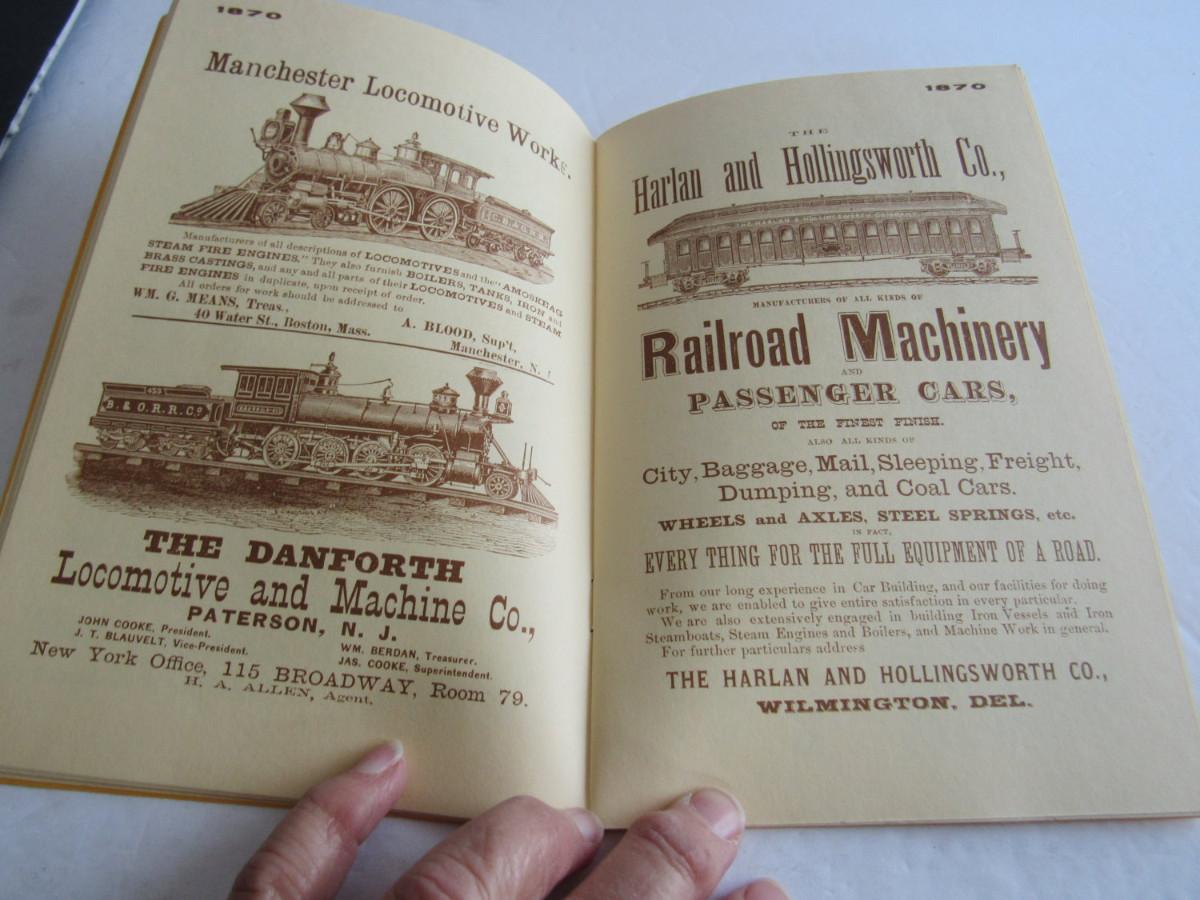 1870
Manchester Locomotive Works.
Manufacturers of all descriptions of LOCOMOTIVES and the "AMOSKEAG
STEAM FIRE ENGINES." They also furnish BOILERS, TANKS, IRON and
BRASS CASTINGS, and any and all parts of their LOCOMOTIVES and STEAM
FIRE ENGINES in duplicate, upon receipt of order.
All orders for work should be addressed to
WM. G. MEANS, Treas.,
40 Water St., Boston, Mass.
A. BLOOD, Sup't,
Manchester, N.
453
B. & O. R. R. Co.
THE DANFORTH
Locomotive and Machine Co.,
PATERSON, N. J.
JOHN COOKE, President.
J. T. BLAUVELT, Vice-President.
WM. BERDAN, Treasurer.
JAS. COOKE, Superintendent.
New York Office, 115 BROADWAY, Room 79.
H. A. ALLEN, Agent.
1870
THE
Harlan and Hollingsworth Co.,
HARLAN & HOLLINGSWORTH COMPANY
MANUFACTURERS OF ALL KINDS OF
Railroad Machinery
AND
PASSENGER CARS,
OF THE FINEST FINISH.
ALSO ALL KINDS OF
City, Baggage, Mail, Sleeping, Freight,
Dumping, and Coal Cars.
WHEELS and AXLES, STEEL SPRINGS, etc.
IN FACT,
EVERY THING FOR THE FULL EQUIPMENT OF A ROAD.
From our long experience in Car Building, and our facilities for doing
work, we are enabled to give entire satisfaction in every particular.
We are also extensively engaged in building Iron Vessels and Iron
Steamboats, Steam Engines and Boilers, and Machine Work in general.
For further particulars address
THE HARLAN AND HOLLINGSWORTH CO.,
WILMINGTON, DEL.